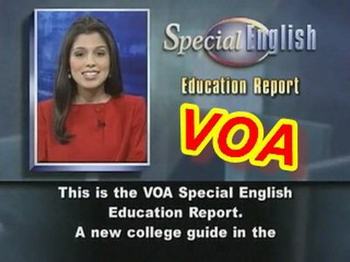 Special English
Education Report
VOA
This is the VOA Special English
Education Report.
A new college guide in the